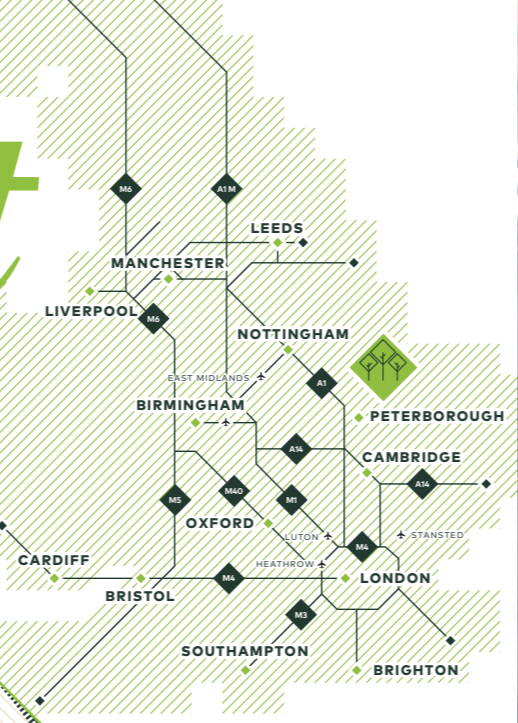 M6
A1M
LEEDS
MANCHESTER
LIVERPOOL
M6
NOTTINGHAM
EAST MIDLANDS
A1
BIRMINGHAM
PETERBOROUGH
A14
CAMBRIDGE
A14
M40
M5
M1
OXFORD
LUTON
M4
STANSTED
CARDIFF
HEATHROW
M4
LONDON
BRISTOL
M3
SOUTHAMPTON
BRIGHTON